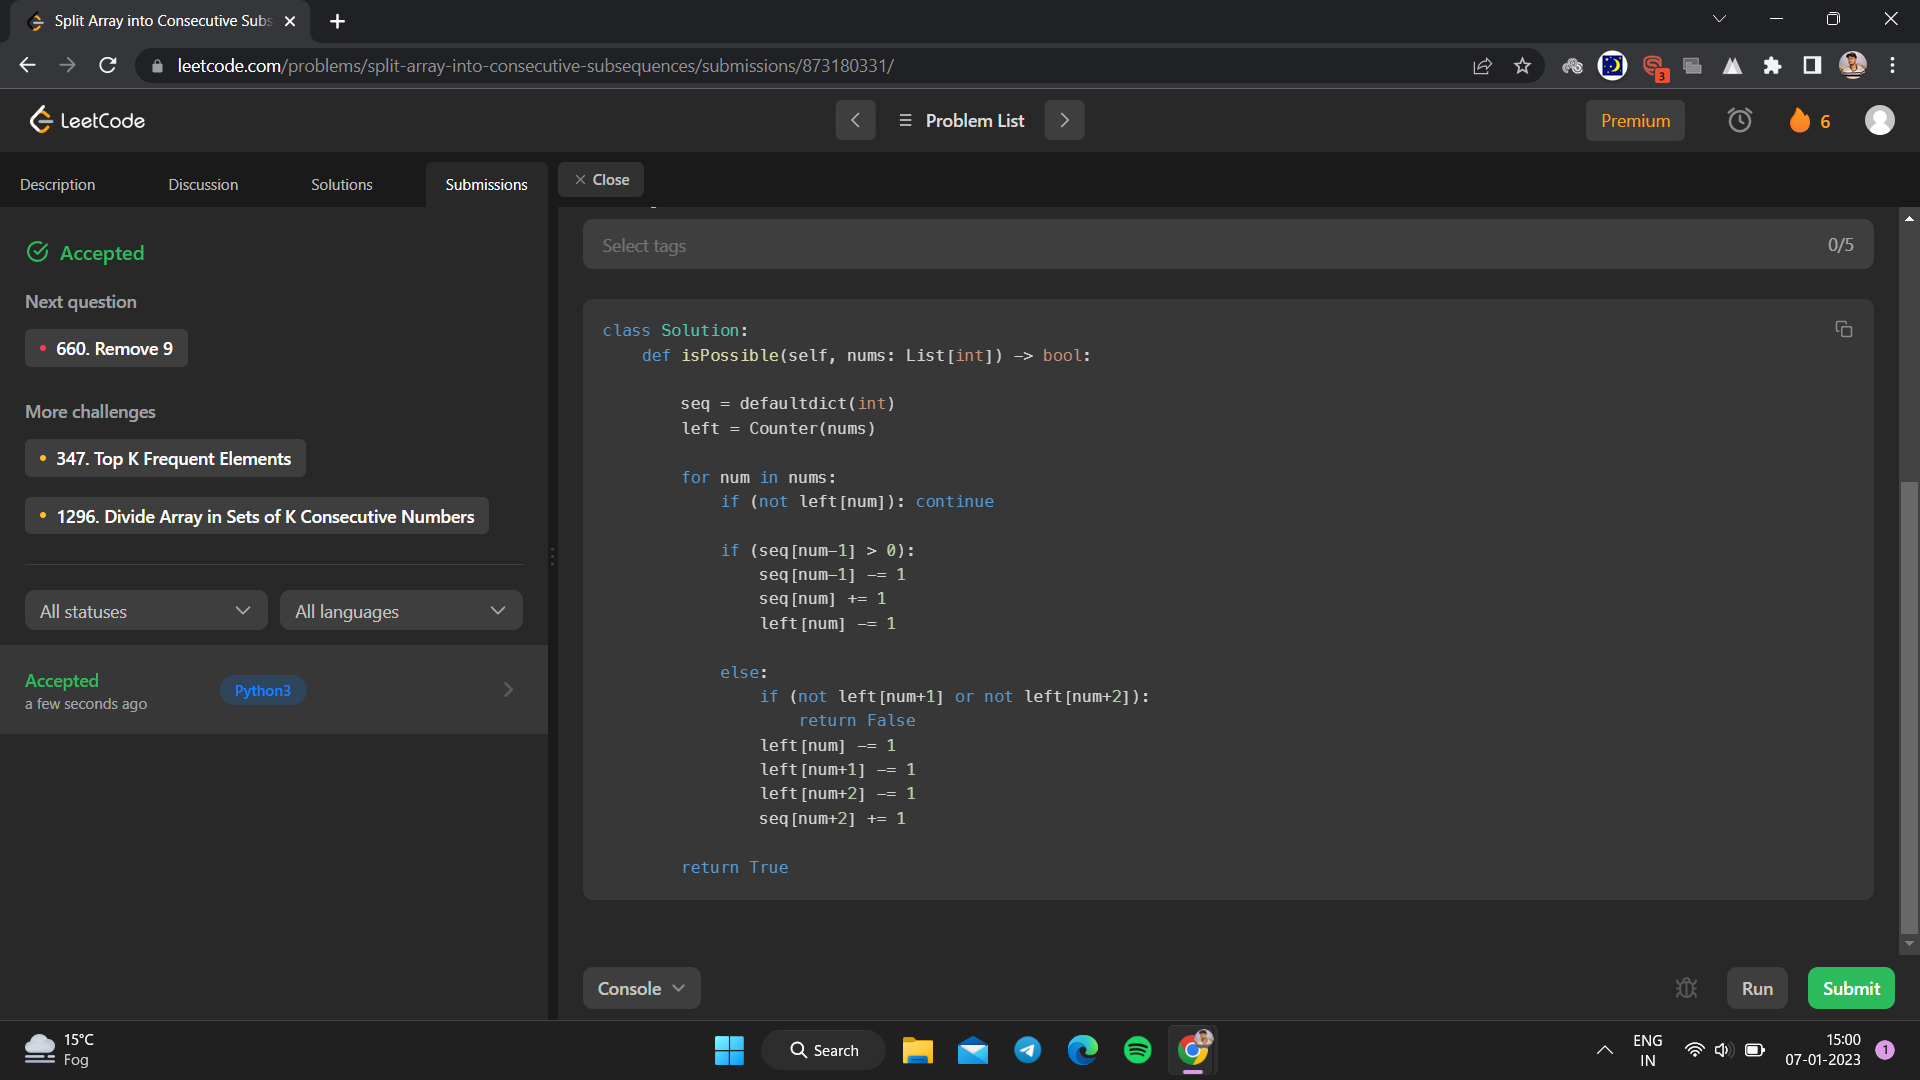 Split Array into Consecutive Subs
leetcode.com/problems/split-array-into-consecutive-subsequences/submissions/873180331/
3
LeetCode
Problem List
Premium
6
Description
Discussion
Solutions
Submissions
Close
Accepted
Next question
660. Remove 9
More challenges
347. Top K Frequent Elements
1296. Divide Array in Sets of K Consecutive Numbers
All statuses
All languages
Accepted
a few seconds ago
Python3
Select tags
0/5
class Solution:
    def isPossible(self, nums: List[int]) -> bool:
        seq = defaultdict(int)
        left = Counter(nums)
        for num in nums:
            if (not left[num]): continue
            if (seq[num-1] > 0):
                seq[num-1] -= 1
                seq[num] += 1
                left[num] -= 1
            else:
                if (not left[num+1] or not left[num+2]):
                    return False
                left[num] -= 1
                left[num+1] -= 1
                left[num+2] -= 1
                seq[num+2] += 1
        return True
Console
Run
Submit
15°C
Fog
Search
ENG
IN
15:00
07-01-2023
1